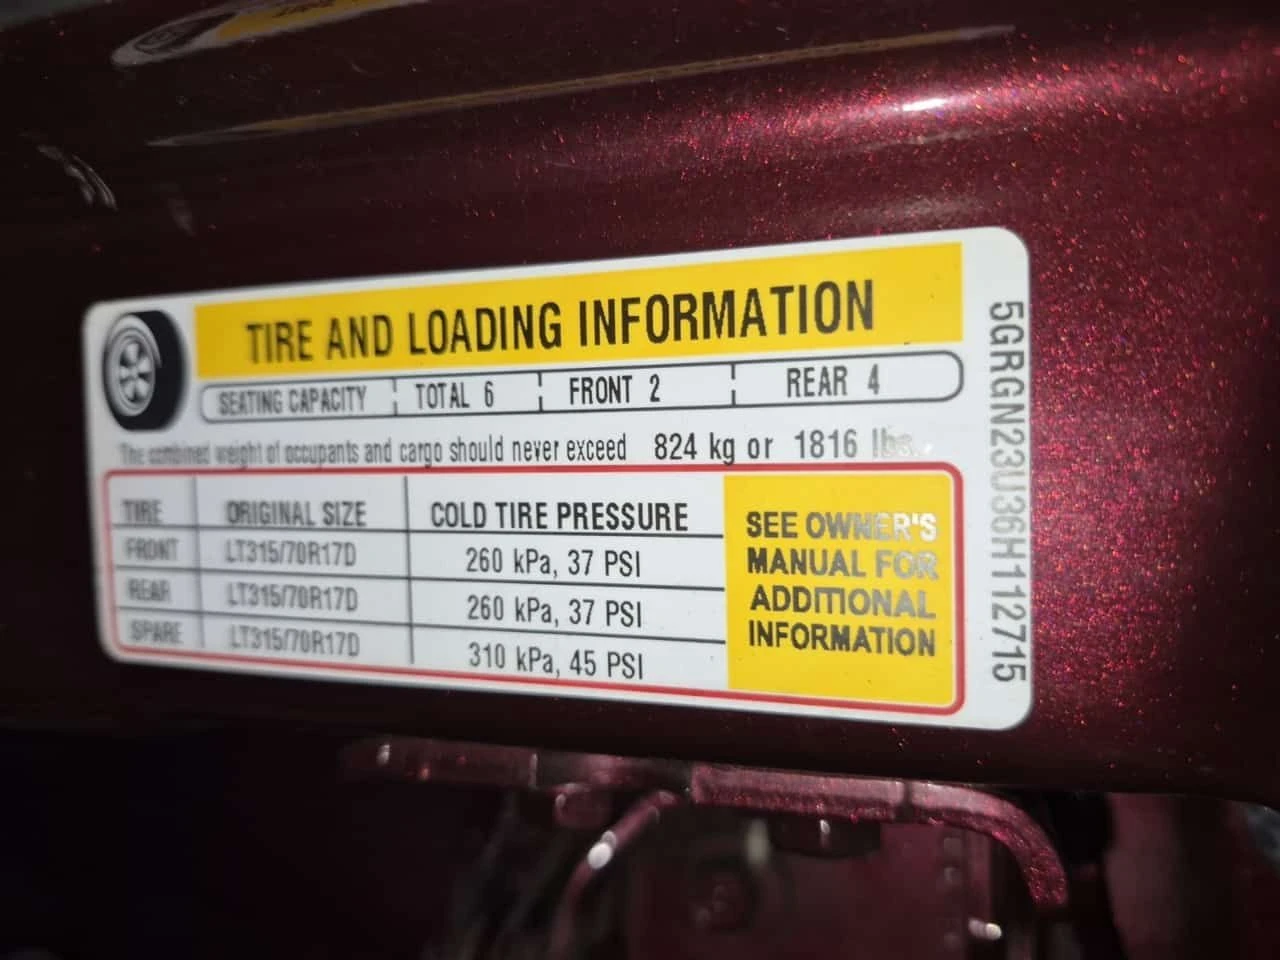 TIRE AND LOADING INFORMATION
SEATING CAPACITY TOTAL 6 FRONT 2 REAR 4
The combined weight of occupants and cargo should never exceed 824 kg or 1816 lbs.
TIRE ORIGINAL SIZE COLD TIRE PRESSURE
FRONT LT315/70R17D 260 kPa, 37 PSI
REAR LT315/70R17D 260 kPa, 37 PSI
SPARE LT315/70R17D 310 kPa, 45 PSI
SEE OWNER'S
MANUAL FOR
ADDITIONAL
INFORMATION
5GRGN23U36H112715